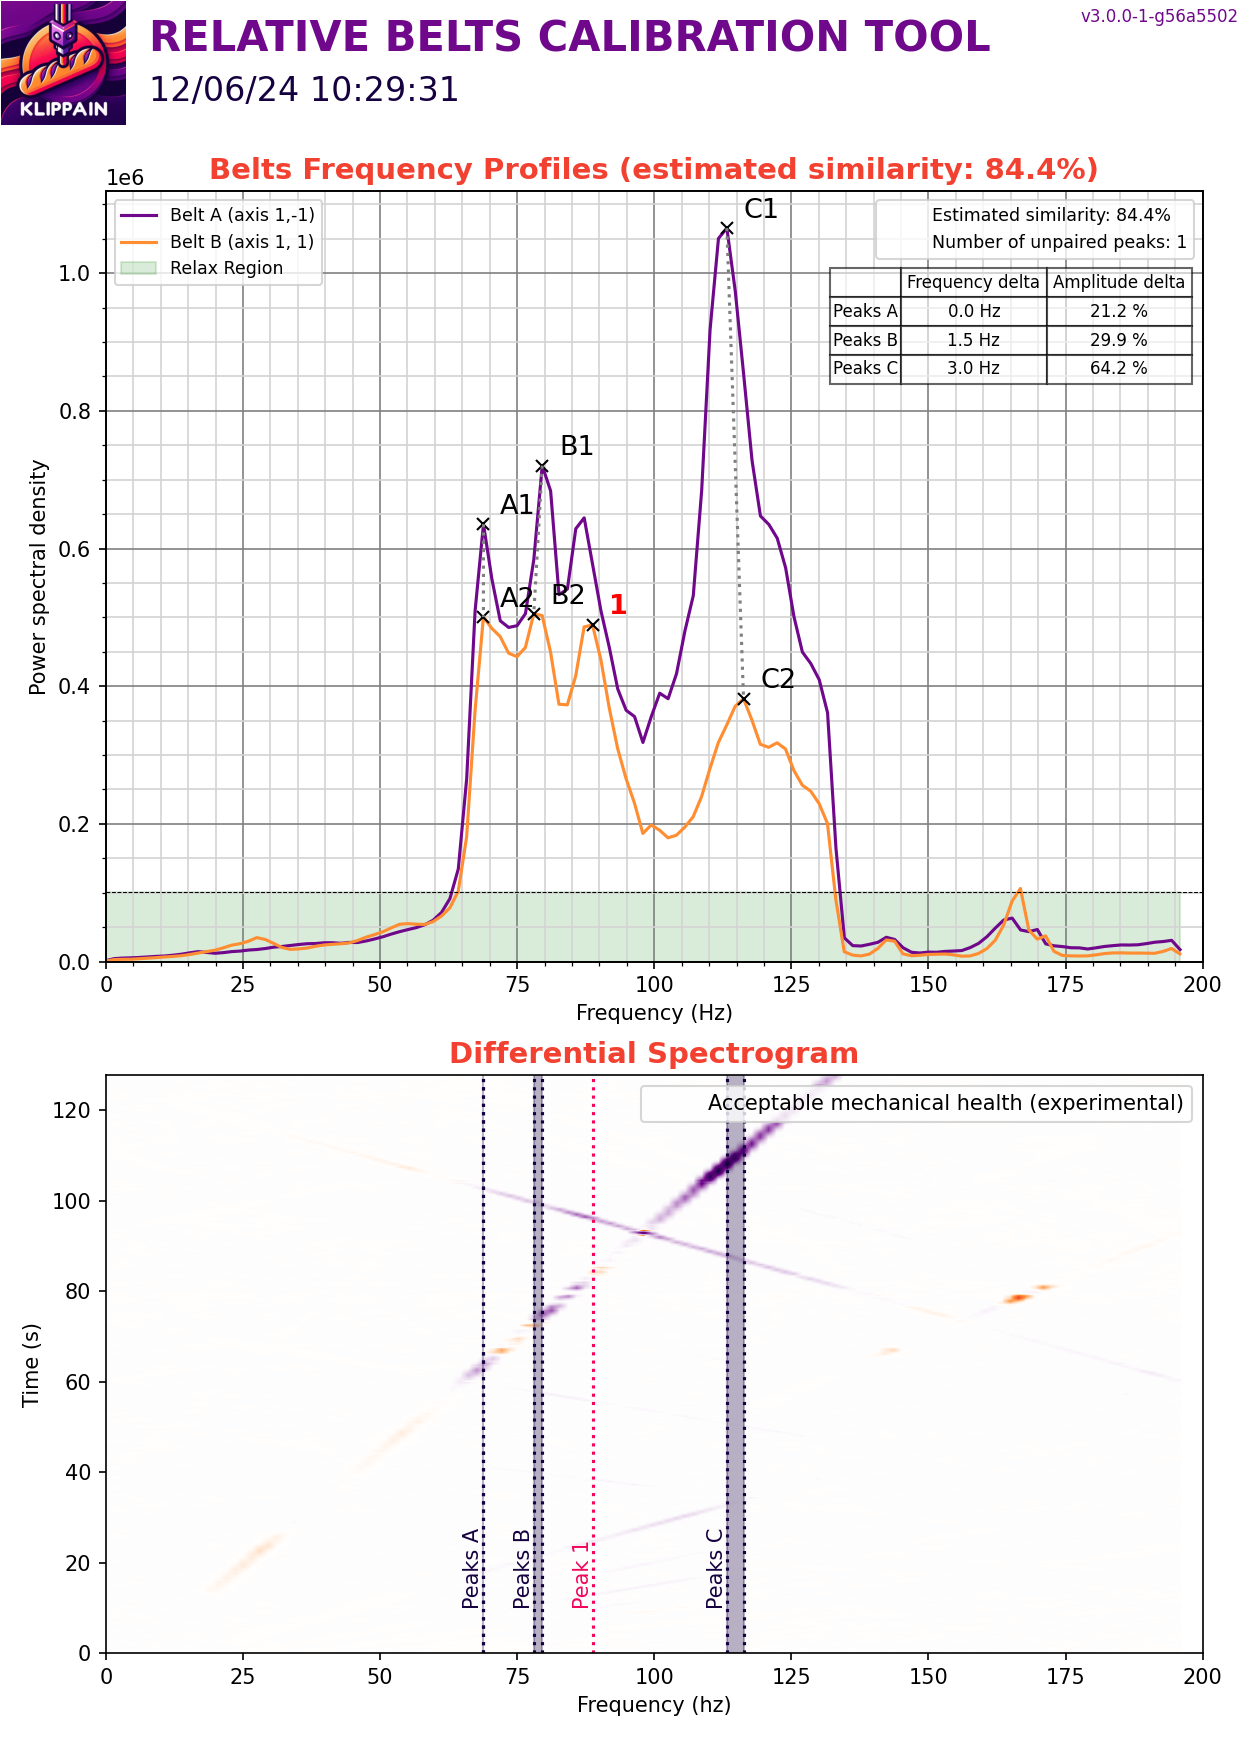 v3.0.0-1-g56a5502
RELATIVE BELTS CALIBRATION TOOL
12/06/24 10:29:31
KLIPPAIN
Belts Frequency Profiles (estimated similarity: 84.4%)
1e6
Belt A (axis 1,-1)
Belt B (axis 1, 1)
Relax Region
Estimated similarity: 84.4%
Number of unpaired peaks: 1
Frequency delta Amplitude delta
Peaks A 0.0 Hz 21.2 %
Peaks B 1.5 Hz 29.9 %
Peaks C 3.0 Hz 64.2 %
C1
B1
A1
A2
B2
1
C2
Power spectral density
1.0
0.8
0.6
0.4
0.2
0.0
0 25 50 75 100 125 150 175 200
Frequency (Hz)
Differential Spectrogram
Acceptable mechanical health (experimental)
Time (s)
120
100
80
60
40
20
0
Peaks A
Peaks B
Peak 1
Peaks C
0 25 50 75 100 125 150 175 200
Frequency (hz)